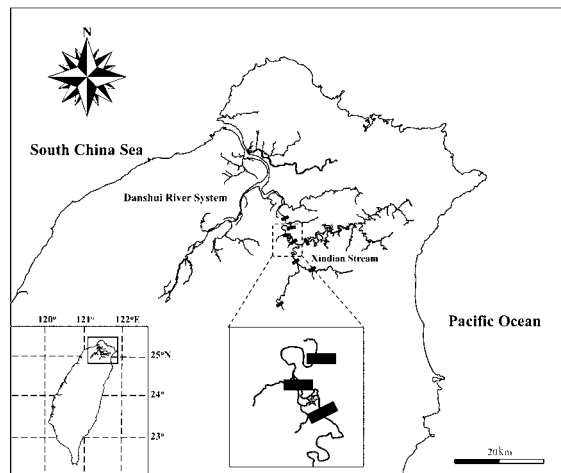 N
South China Sea
Danshui River System
Xindian Stream
Pacific Ocean
120° 121° 122°E
25°N
24°
23°
20km